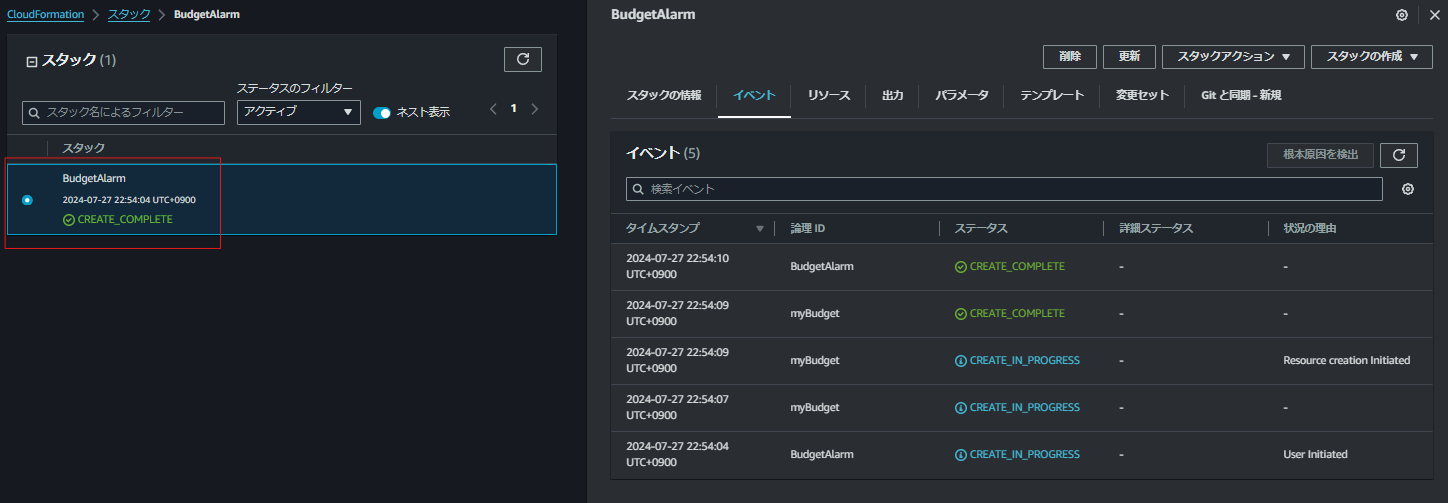 CloudFormation > スタック > BudgetAlarm
スタック (1)
ステータスのフィルター
スタック名によるフィルター
アクティブ
ネスト表示
1
スタック
BudgetAlarm
2024-07-27 22:54:04 UTC+0900
CREATE_COMPLETE
BudgetAlarm
削除 更新 スタックアクション スタックの作成
スタックの情報 イベント リソース 出力 パラメータ テンプレート 変更セット Git と同期 - 新規
イベント (5)
根本原因を検出
検索イベント
タイムスタンプ 論理 ID ステータス 詳細ステータス 状況の理由
2024-07-27 22:54:10
UTC+0900 BudgetAlarm CREATE_COMPLETE - -
2024-07-27 22:54:09
UTC+0900 myBudget CREATE_COMPLETE - -
2024-07-27 22:54:09
UTC+0900 myBudget CREATE_IN_PROGRESS - Resource creation Initiated
2024-07-27 22:54:07
UTC+0900 myBudget CREATE_IN_PROGRESS - -
2024-07-27 22:54:04
UTC+0900 BudgetAlarm CREATE_IN_PROGRESS - User Initiated